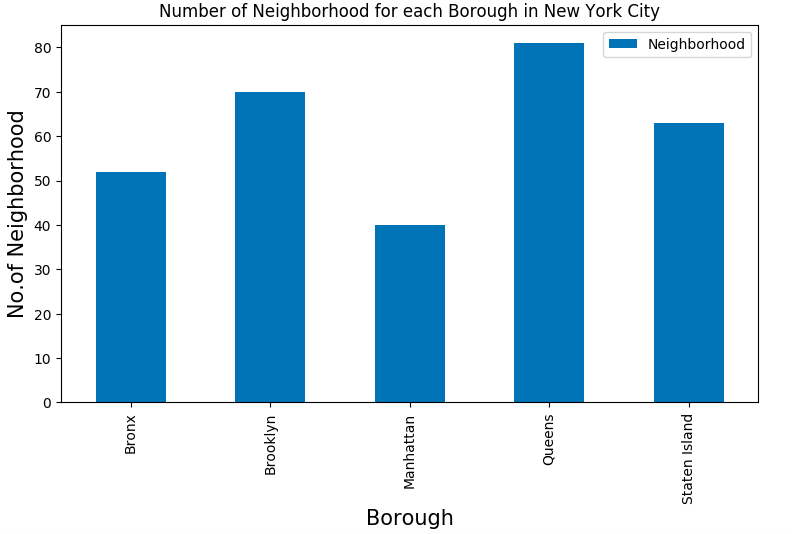 Number of Neighborhood for each Borough in New York City
Neighborhood
No.of Neighborhood
80
70
60
50
40
30
20
10
0
Bronx
Brooklyn
Manhattan
Queens
Staten Island
Borough